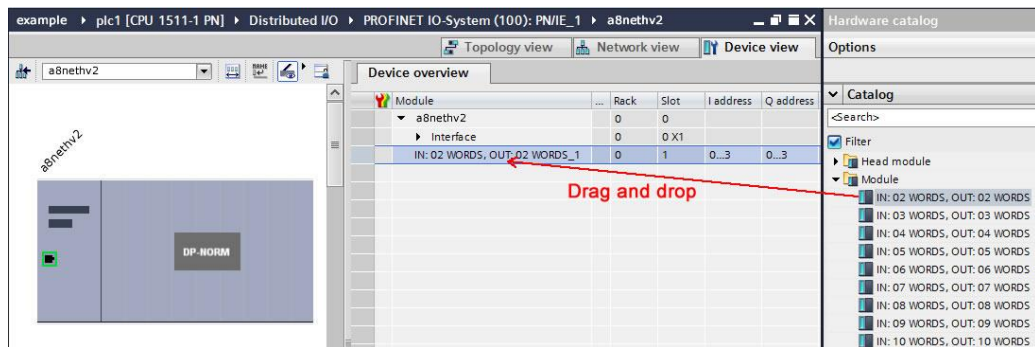 example ▸ plc1 [CPU 1511-1 PN] ▸ Distributed I/O ▸ PROFINET IO-System (100): PN/IE_1 ▸ a8nethv2
Hardware catalog
Topology view
Network view
Device view
Options
a8nethv2
Device overview
Module ... Rack Slot I address Q address
a8nethv2 0 0
Interface 0 0 X1
IN: 02 WORDS, OUT: 02 WORDS_1 0 1 0...3 0...3
Catalog
<Search>
Filter
Head module
Module
IN: 02 WORDS, OUT: 02 WORDS
IN: 03 WORDS, OUT: 03 WORDS
IN: 04 WORDS, OUT: 04 WORDS
IN: 05 WORDS, OUT: 05 WORDS
IN: 06 WORDS, OUT: 06 WORDS
IN: 07 WORDS, OUT: 07 WORDS
IN: 08 WORDS, OUT: 08 WORDS
IN: 09 WORDS, OUT: 09 WORDS
IN: 10 WORDS, OUT: 10 WORDS
Drag and drop
a8nethv2
DP-NORM